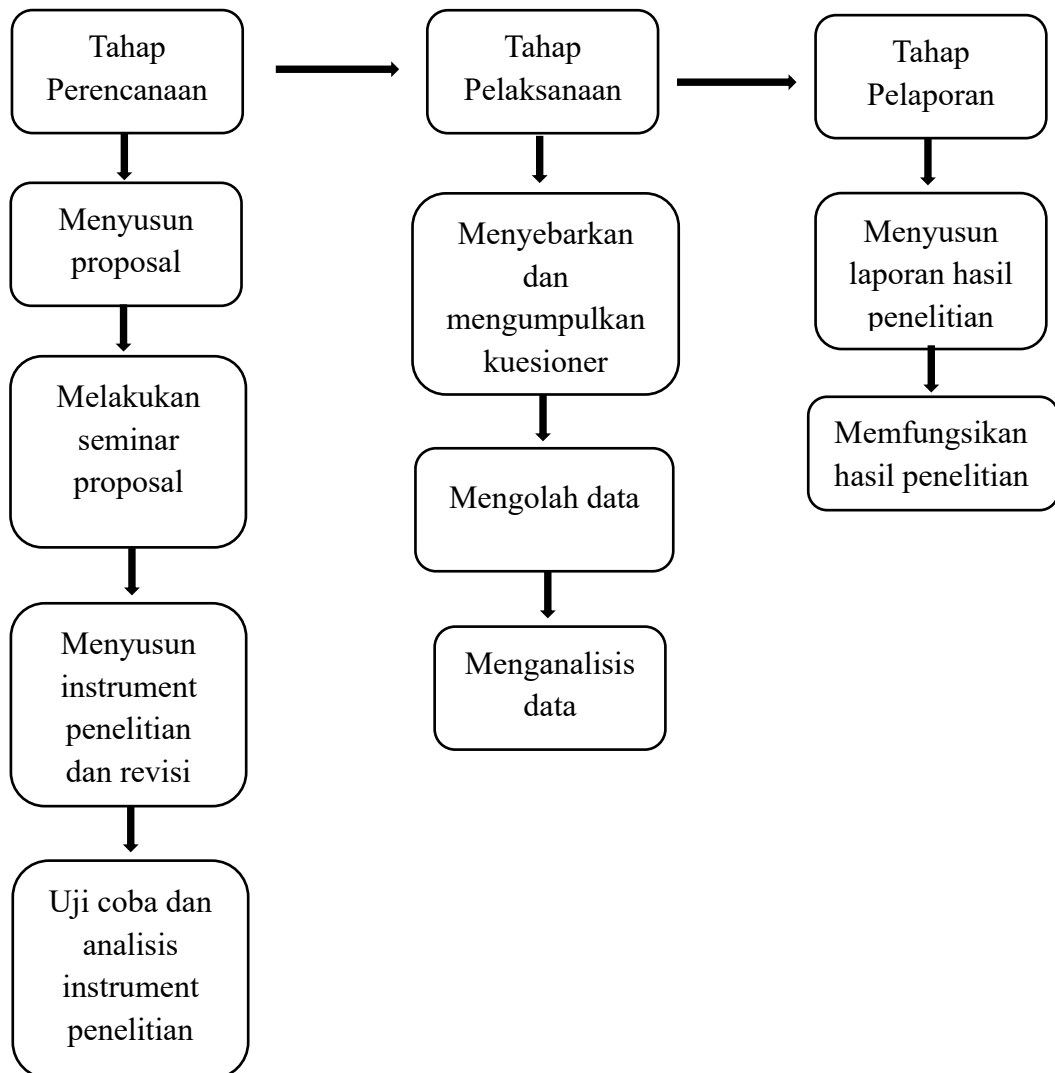 Tahap
Perencanaan
Tahap
Pelaksanaan
Tahap
Pelaporan
Menyusun
proposal
Melakukan
seminar
proposal
Menyusun
instrument
penelitian
dan revisi
Uji coba dan
analisis
instrument
penelitian
Menyebarkan
dan
mengumpulkan
kuesioner
Mengolah data
Menganalisis
data
Menyusun
laporan hasil
penelitian
Memfungsikan
hasil penelitian